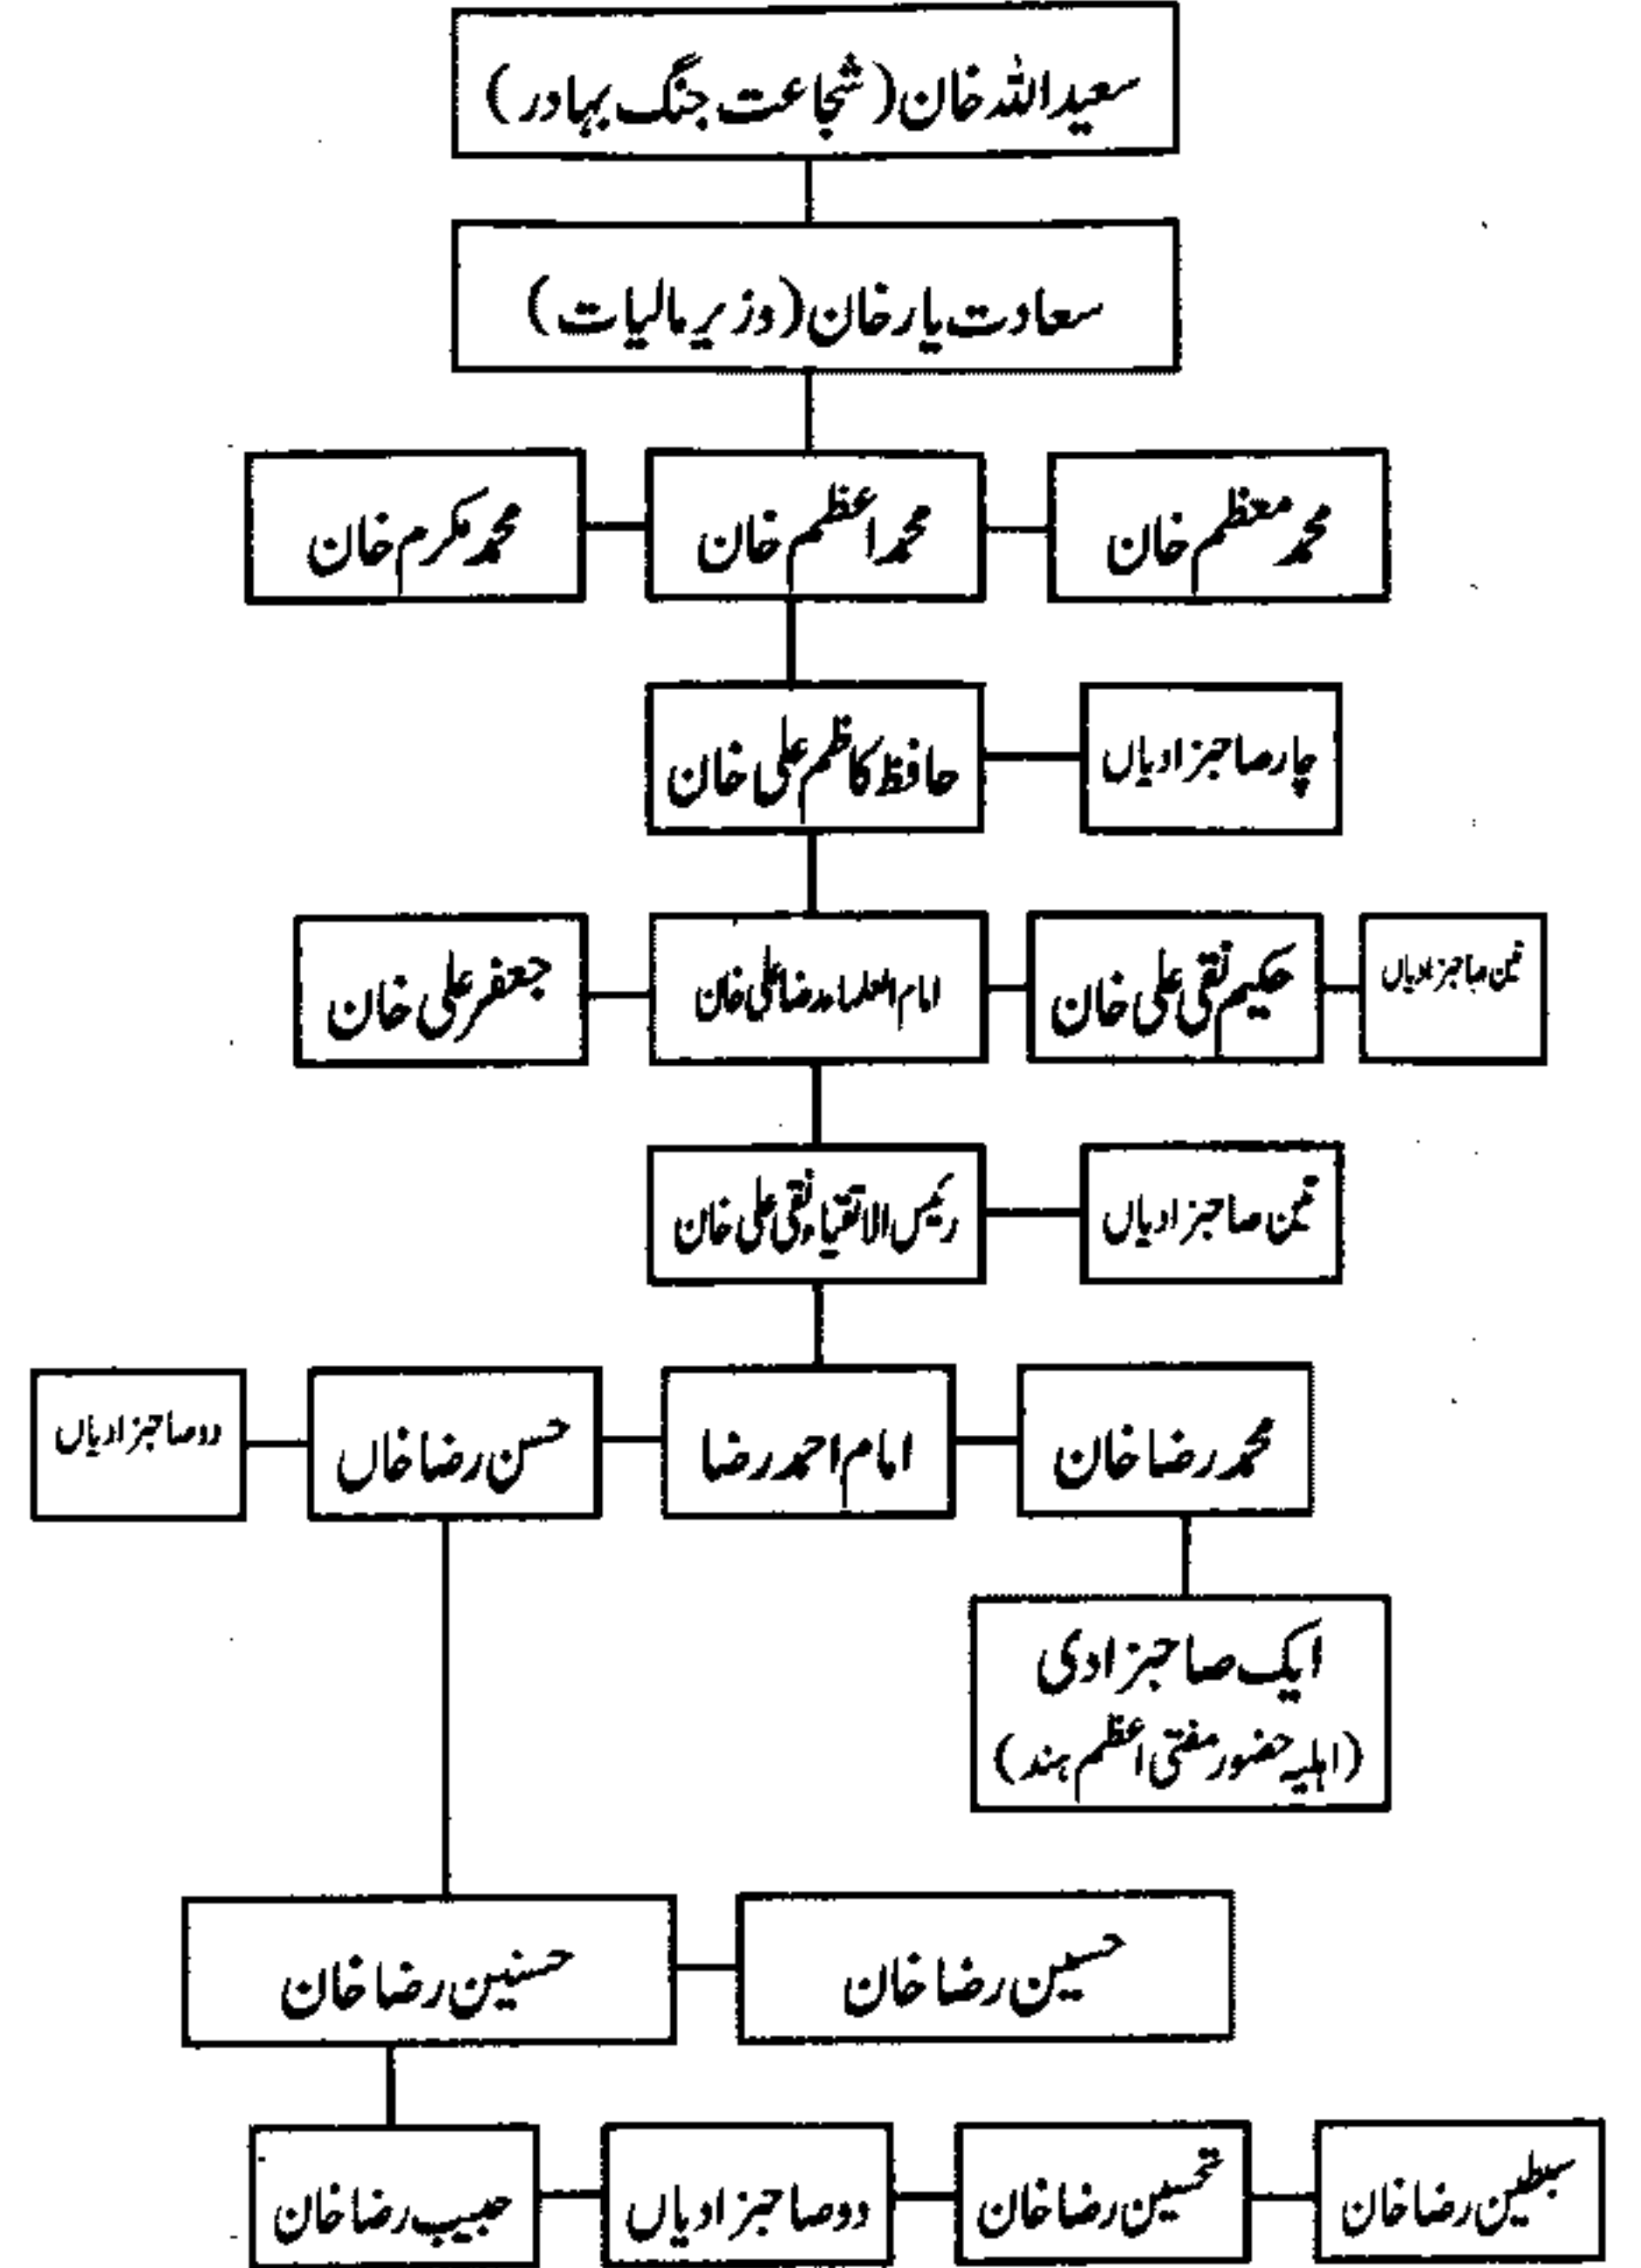 سعید اللہ خان (شجاعت جنگ بہادر)
سعادت یار خان (وزیر مالیات)
محمد معظم خان
محمد اعظم خان
محمد مکرم خان
چار صاحبزادیاں
حافظ کاظم علی خان
تین صاحبزادیاں
حکیم تقی علی خان
امام العلماء رضا علی خان
جعفر علی خان
تین صاحبزادیاں
رئیس الاتقیاء نقی علی خان
محمد رضا خان
امام احمد رضا
حسن رضا خاں
دو صاحبزادیاں
ایک صاحبزادی
(اہلیہ حضور مفتی اعظم ہند)
حسین رضا خان
حسنین رضا خان
سبطین رضا خان
تحسین رضا خان
دو صاحبزادیاں
حبیب رضا خان